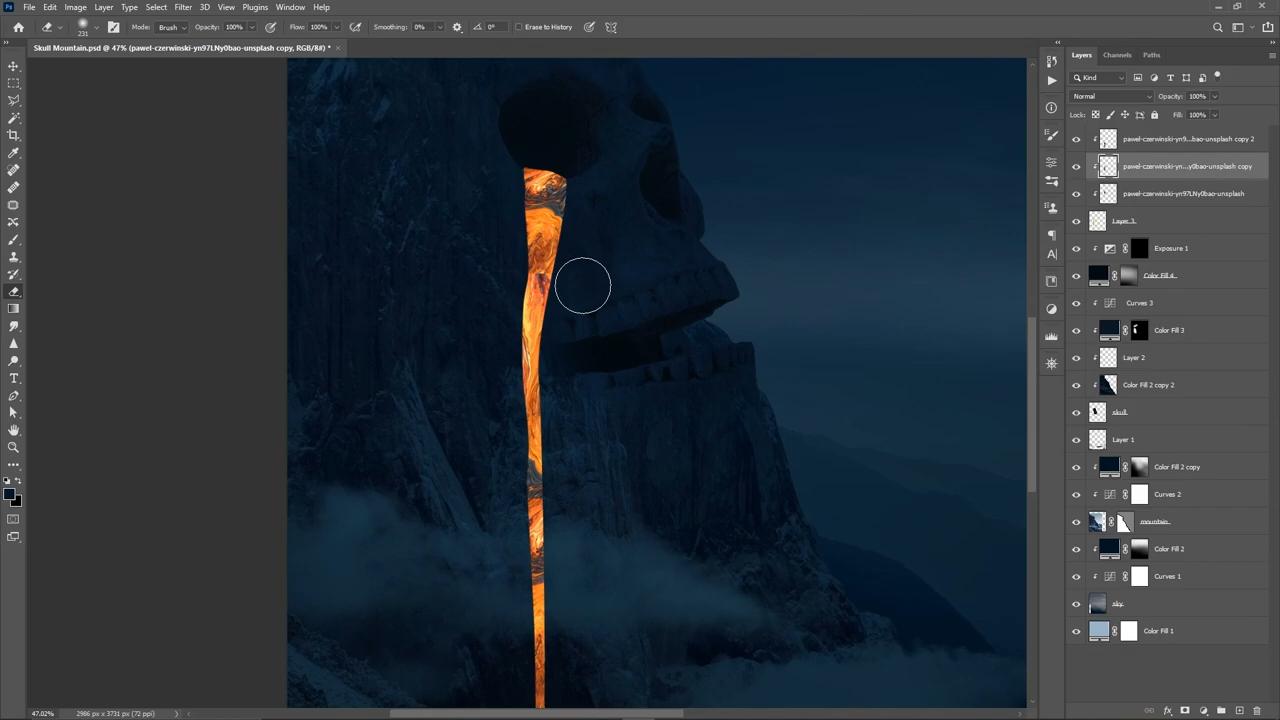 Ps File Edit Image Layer Type Select Filter 3D View Plugins Window Help
231 Mode: Brush Opacity: 100% Flow: 100% Smoothing: 0% 0° Erase to History
Skull Mountain.psd @ 47% (pawel-czerwinski-yn97LNy0bao-unsplash copy, RGB/8#) * ×
Layers Channels Paths
Kind
Normal Opacity: 100%
Lock: Fill: 100%
pawel-czerwinski-yn9...bao-unsplash copy 2
pawel-czerwinski-yn...y0bao-unsplash copy
pawel-czerwinski-yn97LNy0bao-unsplash
Layer 3
Exposure 1
Color Fill 4
Curves 3
Color Fill 3
Layer 2
Color Fill 2 copy 2
skull
Layer 1
Color Fill 2 copy
Curves 2
mountain
Color Fill 2
Curves 1
sky
Color Fill 1
47.02% 2986 px x 3731 px (72 ppi)